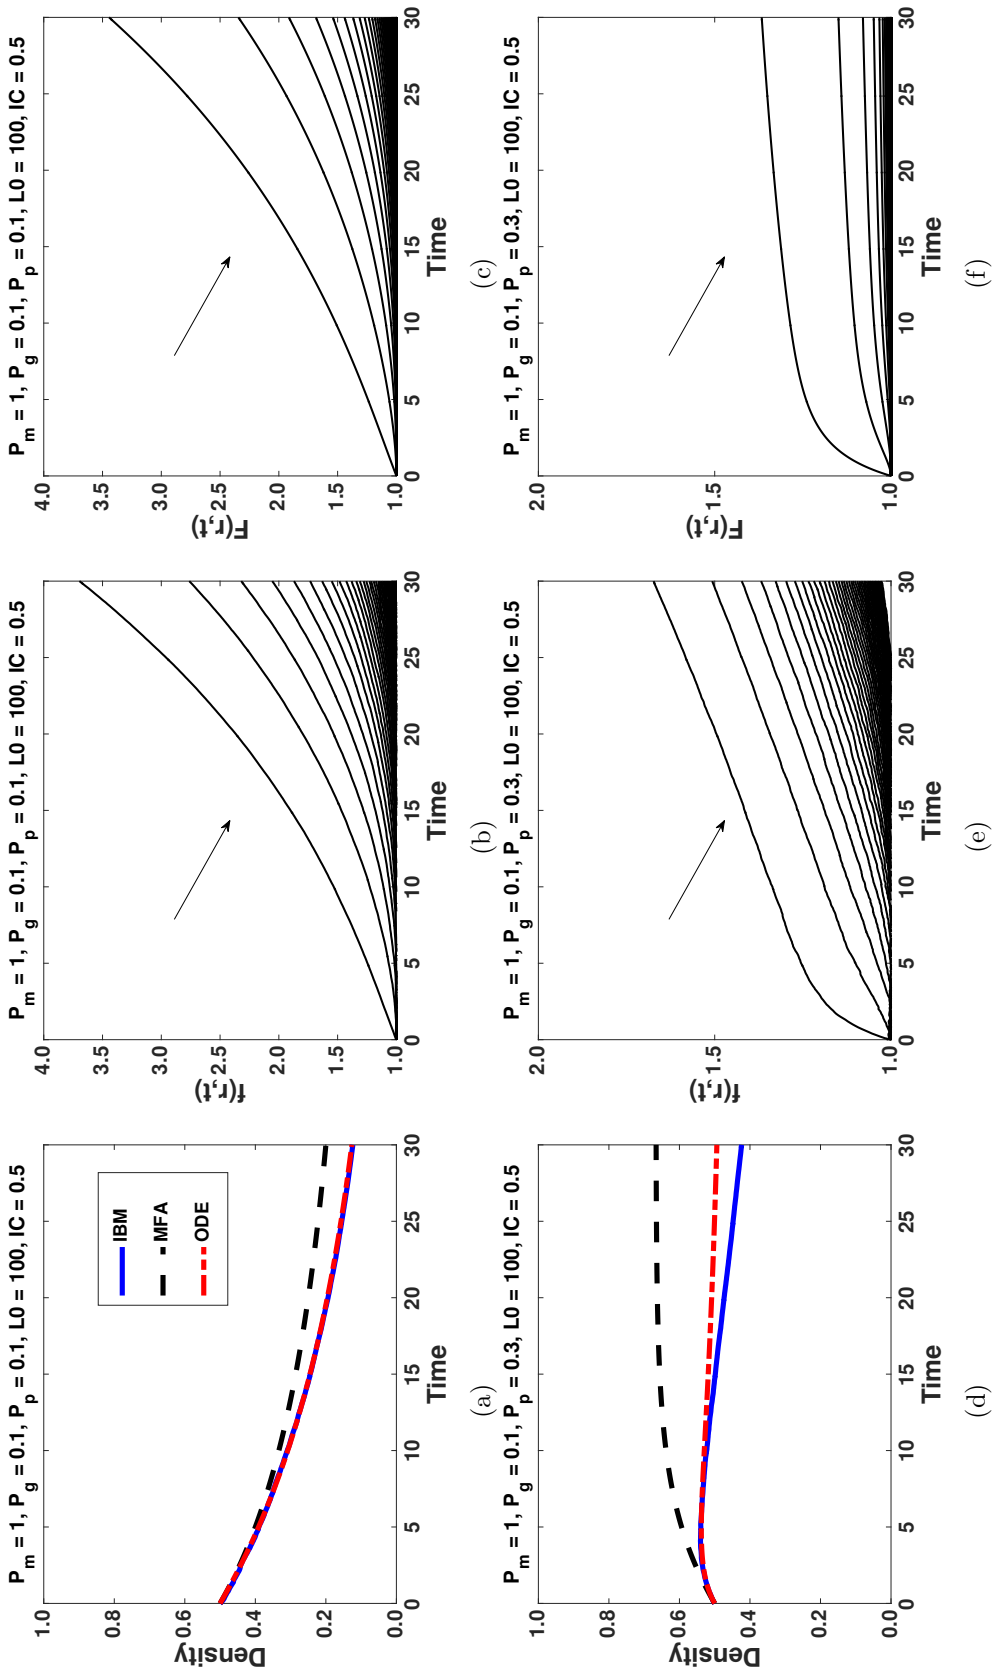 P_m = 1, P_g = 0.1, P_p = 0.1, L0 = 100, IC = 0.5
1.0
0.8
0.6
0.4
0.2
0.0
Density
IBM
MFA
ODE
0 5 10 15 20 25 30
Time
(a)
P_m = 1, P_g = 0.1, P_p = 0.1, L0 = 100, IC = 0.5
4.0
3.5
3.0
2.5
2.0
1.5
1.0
f(r,t)
0 5 10 15 20 25 30
Time
(b)
P_m = 1, P_g = 0.1, P_p = 0.1, L0 = 100, IC = 0.5
4.0
3.5
3.0
2.5
2.0
1.5
1.0
F(r,t)
0 5 10 15 20 25 30
Time
(c)
P_m = 1, P_g = 0.1, P_p = 0.3, L0 = 100, IC = 0.5
1.0
0.8
0.6
0.4
0.2
0.0
Density
0 5 10 15 20 25 30
Time
(d)
P_m = 1, P_g = 0.1, P_p = 0.3, L0 = 100, IC = 0.5
2.0
1.5
1.0
f(r,t)
0 5 10 15 20 25 30
Time
(e)
P_m = 1, P_g = 0.1, P_p = 0.3, L0 = 100, IC = 0.5
2.0
1.5
1.0
F(r,t)
0 5 10 15 20 25 30
Time
(f)